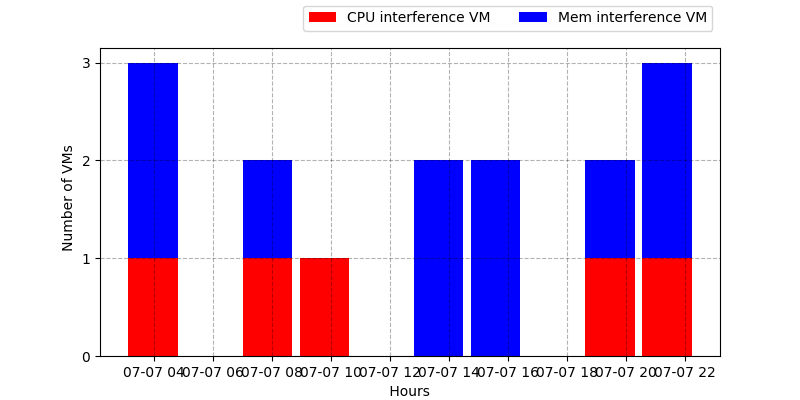 CPU interference VM Mem interference VM
3
2
1
0
Number of VMs
07-07 04 07-07 06 07-07 08 07-07 10 07-07 12 07-07 14 07-07 16 07-07 18 07-07 20 07-07 22
Hours